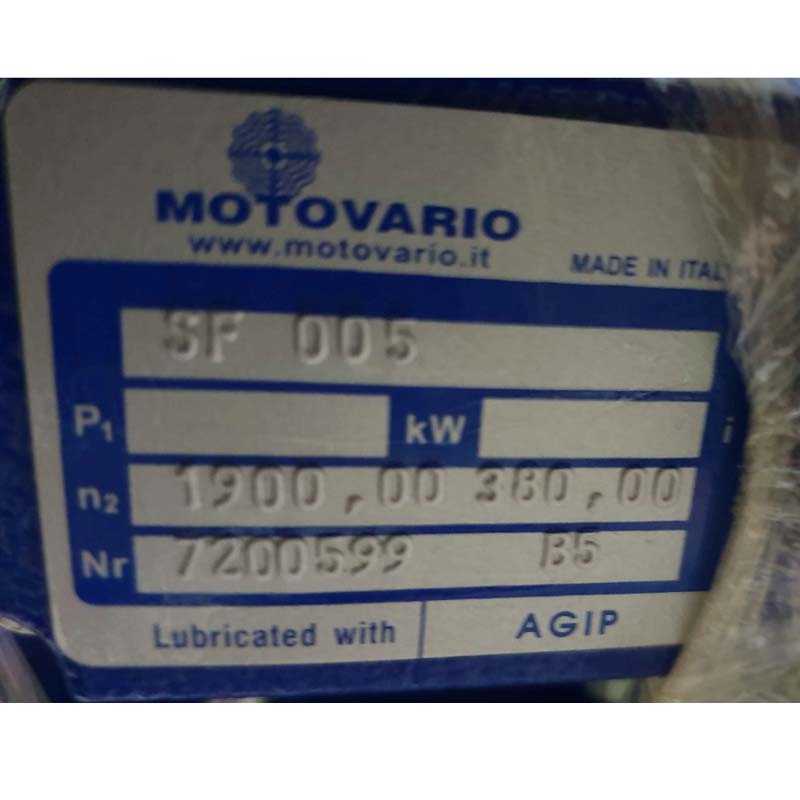 MOTOVARIO
www.motovario.it
MADE IN ITALY
SF 005
P1 kW i
n2 1900,00 380,00
Nr 7200599 B5
Lubricated with AGIP